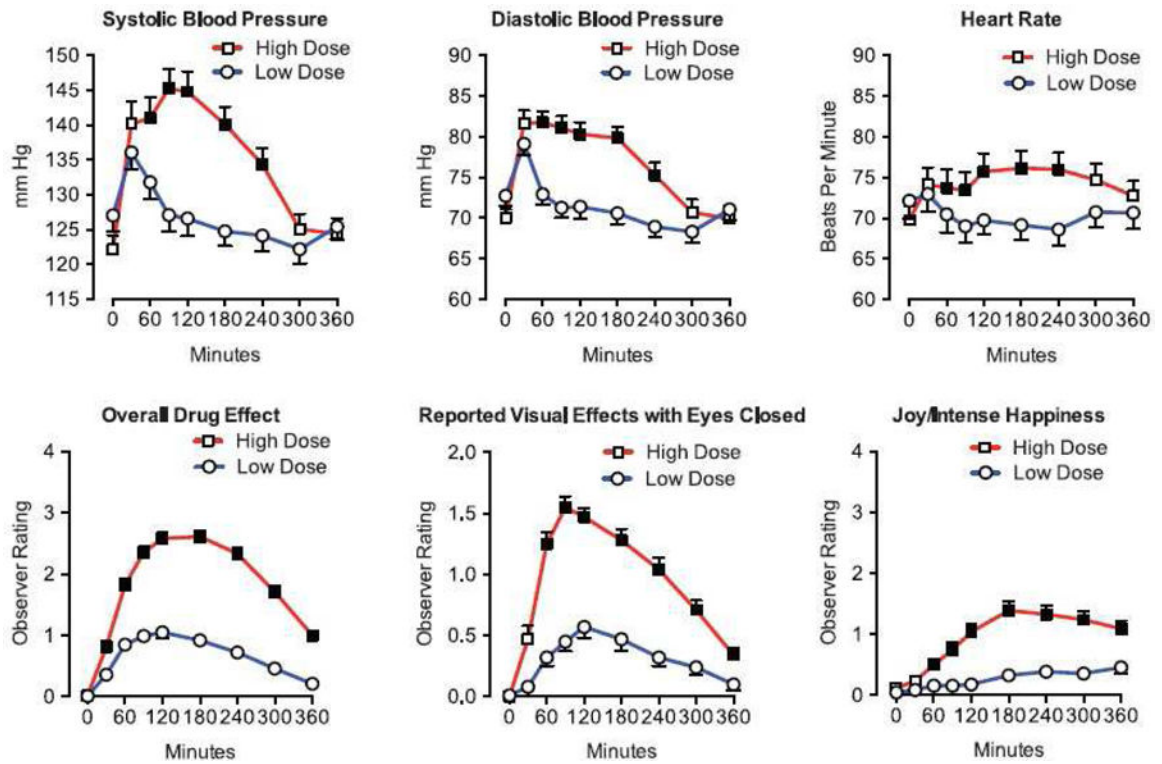 Systolic Blood Pressure
High Dose
Low Dose
150
145
140
135
130
125
120
115
mm Hg
0 60 120 180 240 300 360
Minutes
Diastolic Blood Pressure
High Dose
Low Dose
90
85
80
75
70
65
60
mm Hg
0 60 120 180 240 300 360
Minutes
Heart Rate
High Dose
Low Dose
90
85
80
75
70
65
60
Beats Per Minute
0 60 120 180 240 300 360
Minutes
Overall Drug Effect
High Dose
Low Dose
4
3
2
1
0
Observer Rating
0 60 120 180 240 300 360
Minutes
Reported Visual Effects with Eyes Closed
High Dose
Low Dose
2.0
1.5
1.0
0.5
0.0
Observer Rating
0 60 120 180 240 300 360
Minutes
Joy/Intense Happiness
High Dose
Low Dose
4
3
2
1
0
Observer Rating
0 60 120 180 240 300 360
Minutes